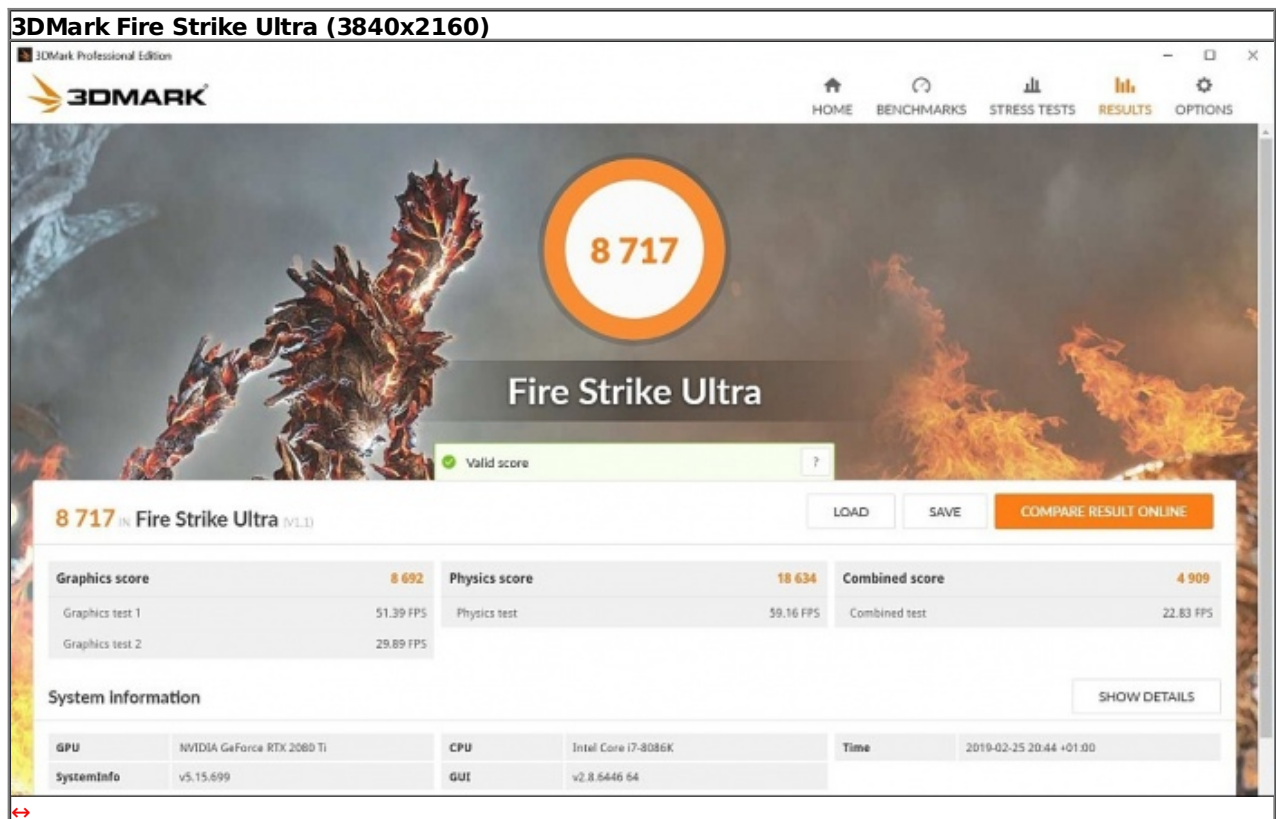 3DMark Fire Strike Ultra (3840x2160)
3DMark Professional Edition
3DMARK
HOME BENCHMARKS STRESS TESTS RESULTS OPTIONS
8 717
Fire Strike Ultra
Valid score ?
8 717 IN Fire Strike Ultra (V1.1)
LOAD SAVE COMPARE RESULT ONLINE
Graphics score 8 692 Physics score 18 634 Combined score 4 909
Graphics test 1 51.39 FPS Physics test 59.16 FPS Combined test 22.83 FPS
Graphics test 2 29.89 FPS
System information SHOW DETAILS
GPU NVIDIA GeForce RTX 2080 Ti CPU Intel Core i7-8086K Time 2019-02-25 20:44 +01:00
SystemInfo v5.15.699 GUI v2.8.6446 64